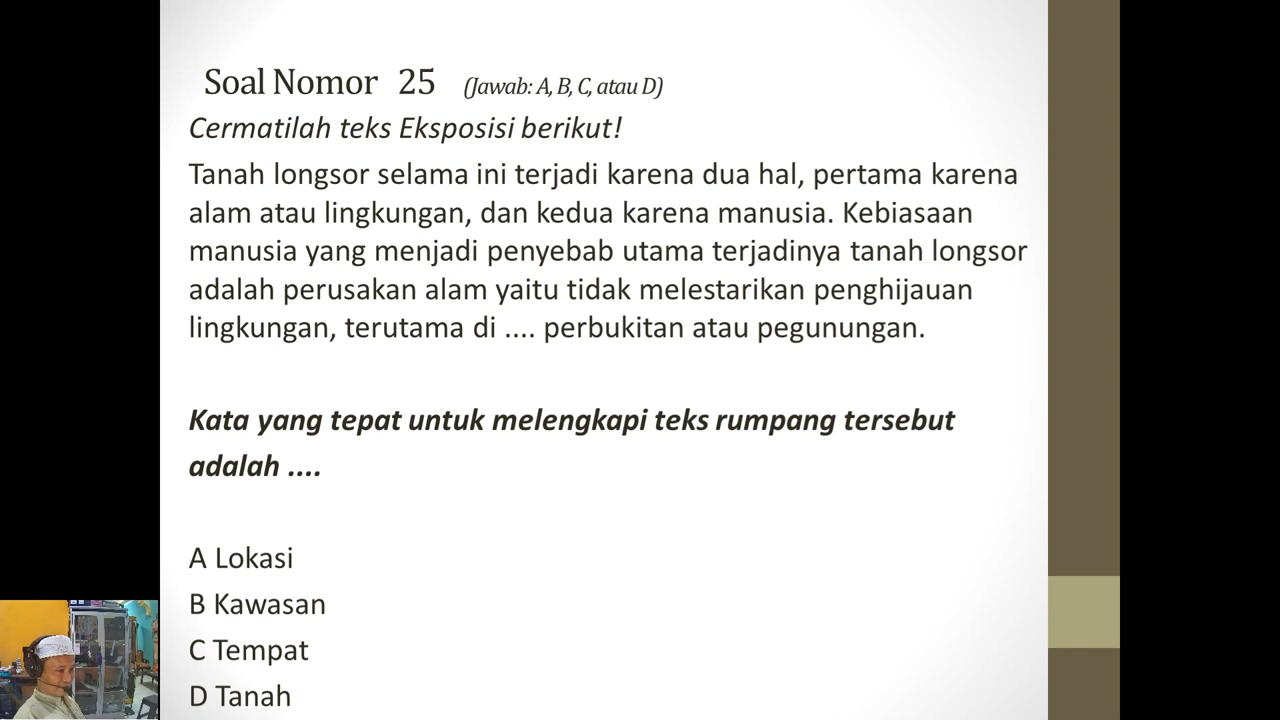 Soal Nomor 25 (Jawab: A, B, C, atau D)
Cermatilah teks Eksposisi berikut!
Tanah longsor selama ini terjadi karena dua hal, pertama karena
alam atau lingkungan, dan kedua karena manusia. Kebiasaan
manusia yang menjadi penyebab utama terjadinya tanah longsor
adalah perusakan alam yaitu tidak melestarikan penghijauan
lingkungan, terutama di .... perbukitan atau pegunungan.
Kata yang tepat untuk melengkapi teks rumpang tersebut
adalah ....
A Lokasi
B Kawasan
C Tempat
D Tanah